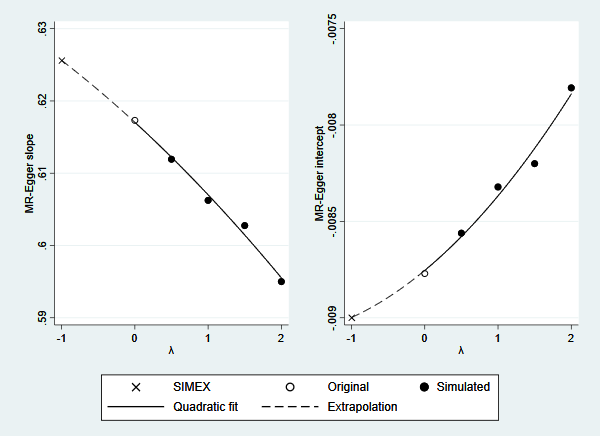 MR-Egger slope
.63
.62
.61
.6
.59
-1 0 1 2
λ
MR-Egger intercept
-.0075
-.008
-.0085
-.009
-1 0 1 2
λ
SIMEX Original Simulated
Quadratic fit Extrapolation